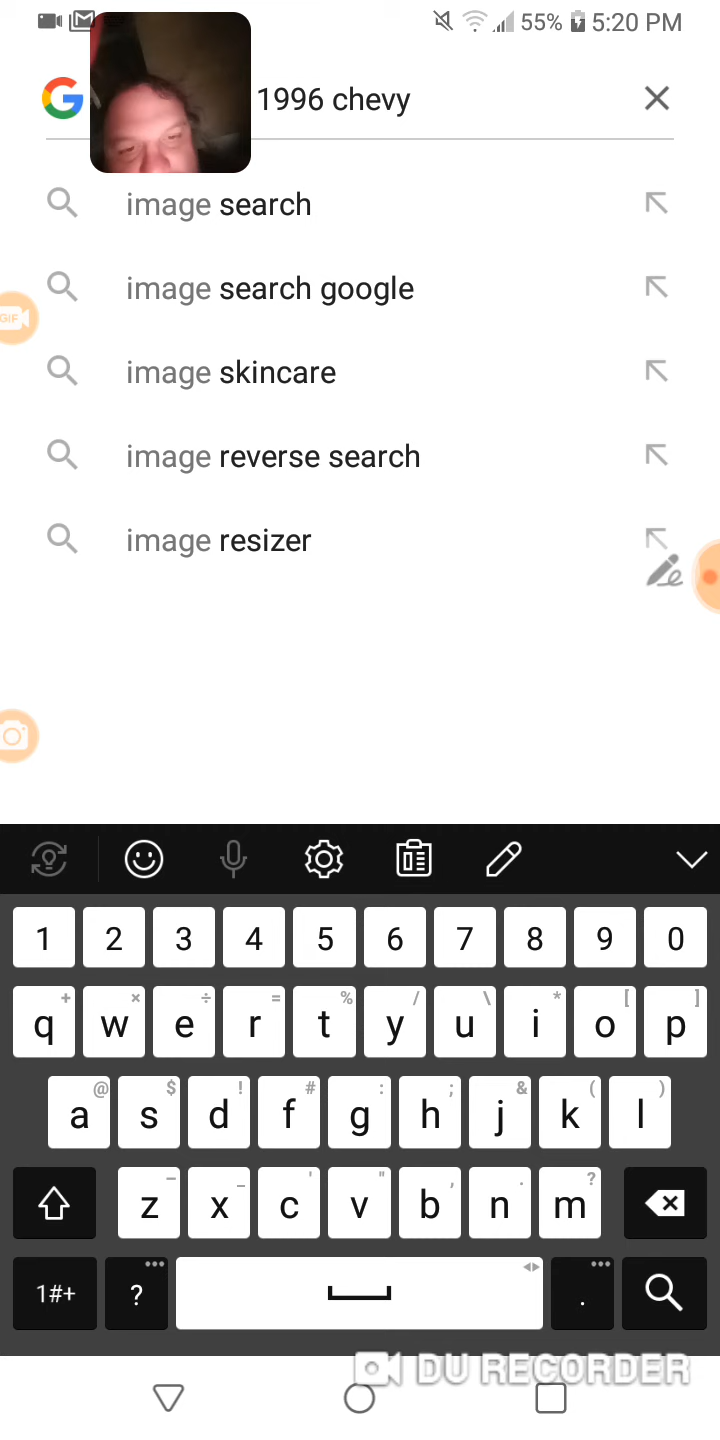 55% 5:20 PM
1996 chevy
image search
image search google
GIF
image skincare
image reverse search
image resizer
1 2 3 4 5 6 7 8 9 0
+ × ÷ = % / \ * [ ]
q w e r t y u i o p
@ $ ! # : ; & ( )
a s d f g h j k l
– _ ' " , . ?
z x c v b n m
1#+ ? .
DU RECORDER